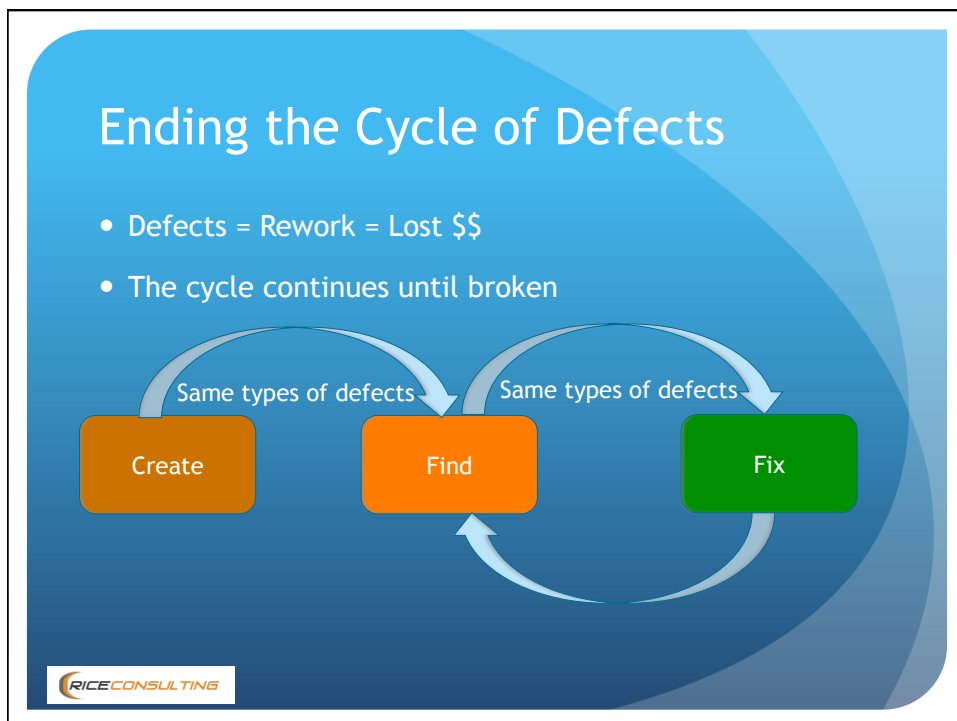 Ending the Cycle of Defects
• Defects = Rework = Lost $$
• The cycle continues until broken
Same types of defects
Same types of defects
Create
Find
Fix
RICECONSULTING